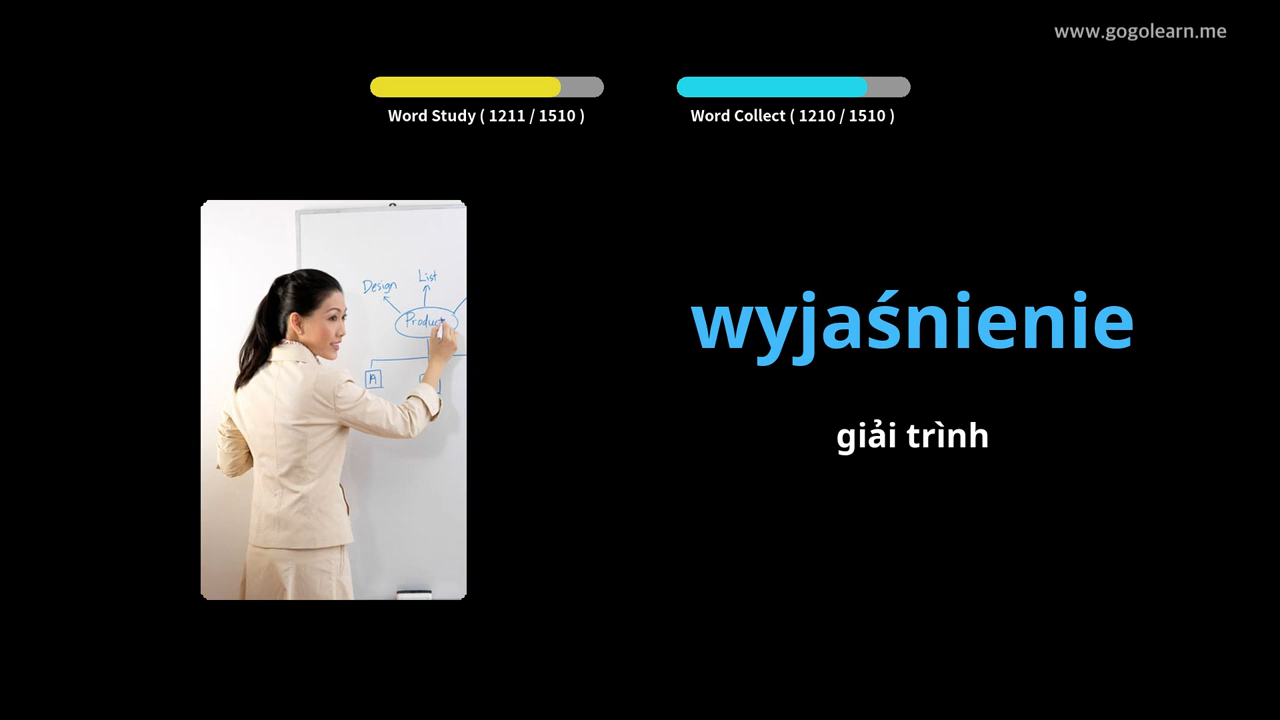 www.gogolearn.me
Word Study ( 1211 / 1510 )
Word Collect ( 1210 / 1510 )
List
Design
Product
A
wyjaśnienie
giải trình